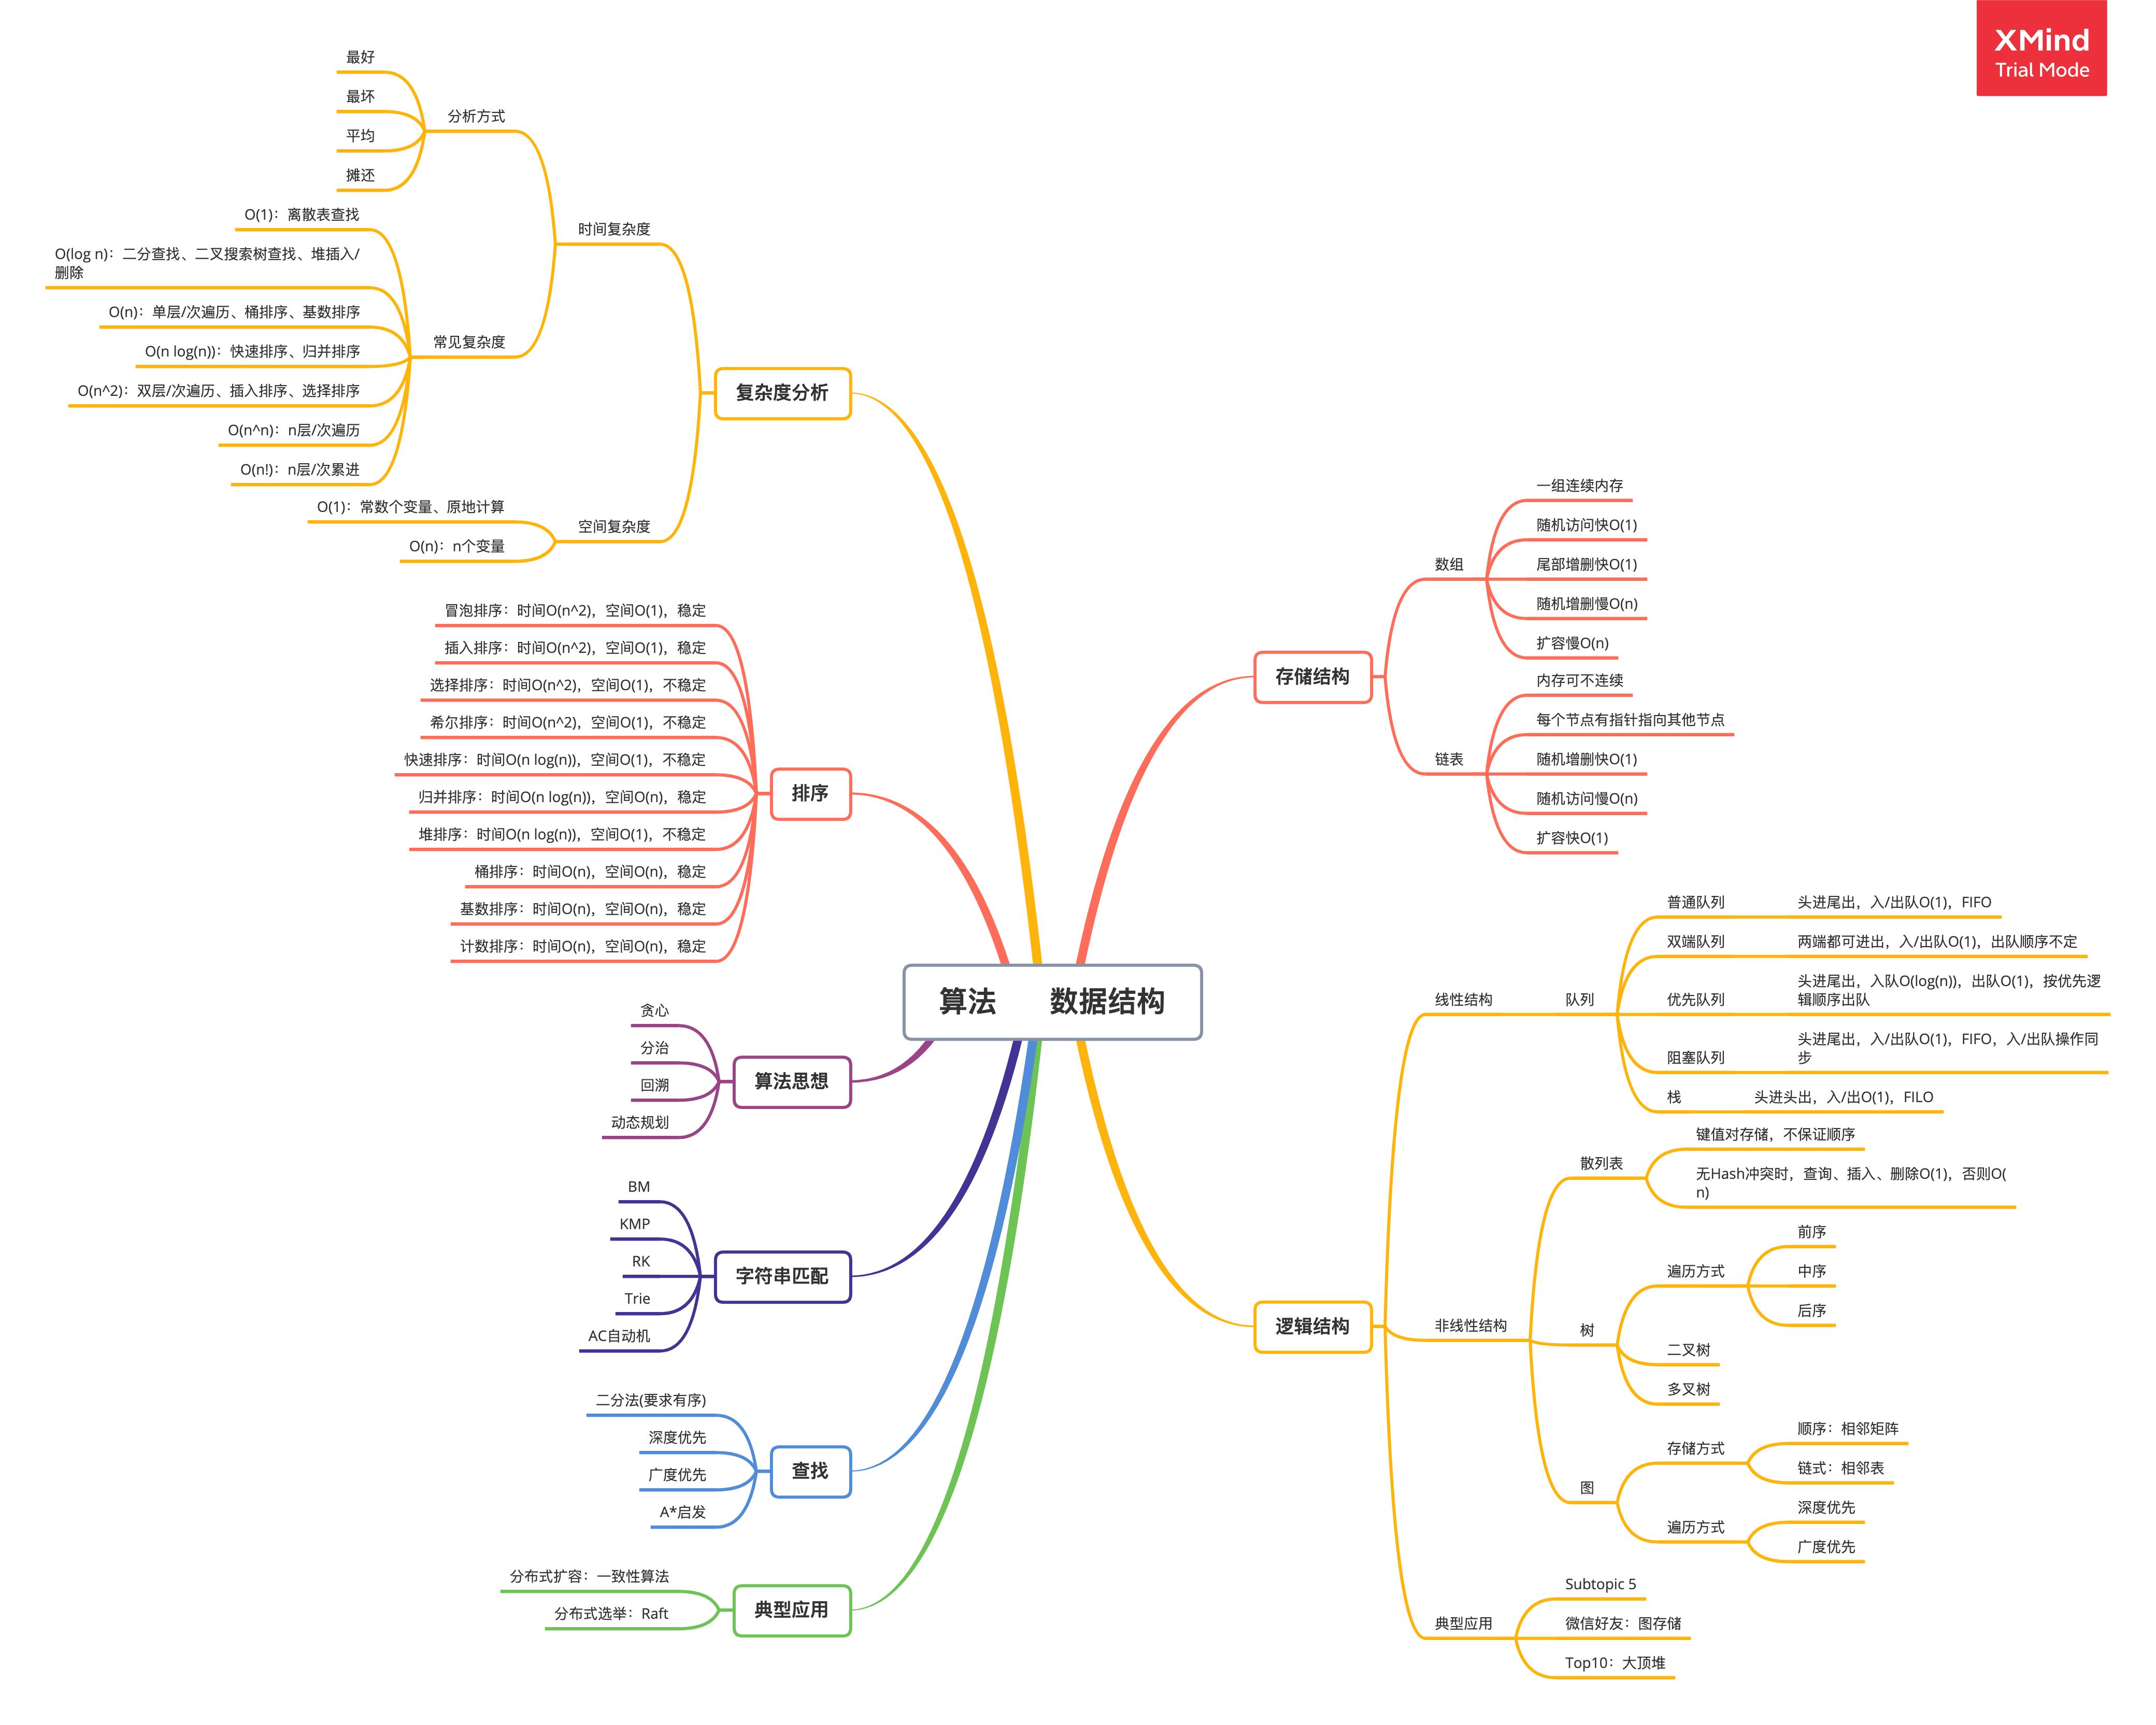 XMind
Trial Mode
最好
最坏
平均
摊还
分析方式
O(1)：离散表查找
O(log n)：二分查找、二叉搜索树查找、堆插入/
删除
O(n)：单层/次遍历、桶排序、基数排序
O(n log(n))：快速排序、归并排序
O(n^2)：双层/次遍历、插入排序、选择排序
O(n^n)：n层/次遍历
O(n!)：n层/次累进
常见复杂度
时间复杂度
O(1)：常数个变量、原地计算
O(n)：n个变量
空间复杂度
复杂度分析
冒泡排序：时间O(n^2)，空间O(1)，稳定
插入排序：时间O(n^2)，空间O(1)，稳定
选择排序：时间O(n^2)，空间O(1)，不稳定
希尔排序：时间O(n^2)，空间O(1)，不稳定
快速排序：时间O(n log(n))，空间O(1)，不稳定
归并排序：时间O(n log(n))，空间O(n)，稳定
堆排序：时间O(n log(n))，空间O(1)，不稳定
桶排序：时间O(n)，空间O(n)，稳定
基数排序：时间O(n)，空间O(n)，稳定
计数排序：时间O(n)，空间O(n)，稳定
排序
算法 数据结构
贪心
分治
回溯
动态规划
算法思想
BM
KMP
RK
Trie
AC自动机
字符串匹配
二分法(要求有序)
深度优先
广度优先
A*启发
查找
分布式扩容：一致性算法
分布式选举：Raft
典型应用
存储结构
数组
一组连续内存
随机访问快O(1)
尾部增删快O(1)
随机增删慢O(n)
扩容慢O(n)
链表
内存可不连续
每个节点有指针指向其他节点
随机增删快O(1)
随机访问慢O(n)
扩容快O(1)
逻辑结构
线性结构
队列
普通队列
头进尾出，入/出队O(1)，FIFO
双端队列
两端都可进出，入/出队O(1)，出队顺序不定
优先队列
头进尾出，入队O(log(n))，出队O(1)，按优先逻
辑顺序出队
阻塞队列
头进尾出，入/出队O(1)，FIFO，入/出队操作同
步
栈
头进头出，入/出O(1)，FILO
非线性结构
散列表
键值对存储，不保证顺序
无Hash冲突时，查询、插入、删除O(1)，否则O(
n)
树
遍历方式
前序
中序
后序
二叉树
多叉树
图
存储方式
顺序：相邻矩阵
链式：相邻表
遍历方式
深度优先
广度优先
典型应用
Subtopic 5
微信好友：图存储
Top10：大顶堆